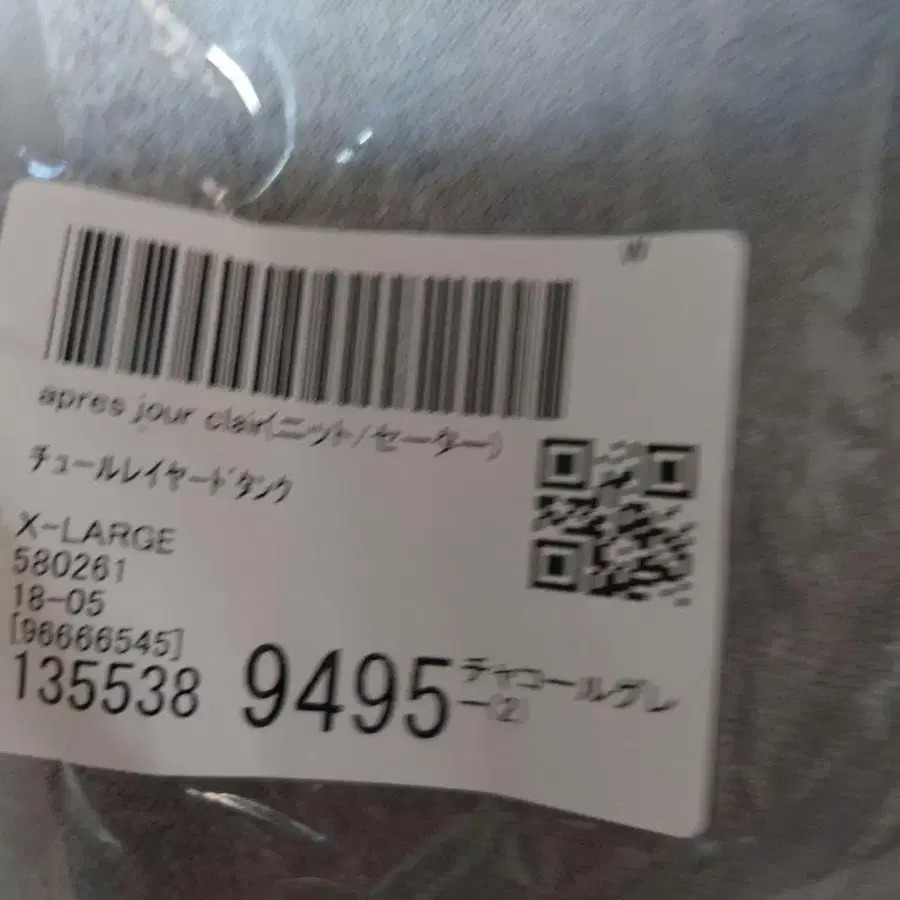 apres jour clair(ニット/セーター)
チュールレイヤードタンク
X-LARGE
580261
18-05
[96666545]
135538 9495 チャコールグレ
ー(2)